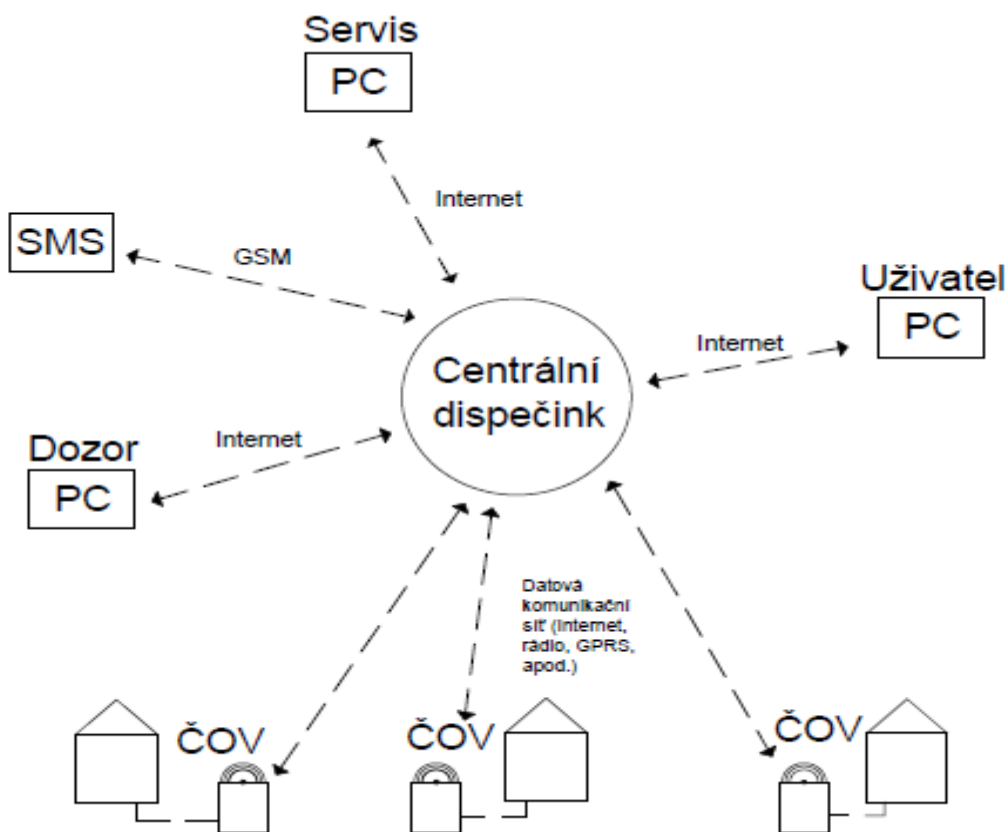 Servis
PC
Internet
SMS
GSM
Uživatel
PC
Internet
Centrální
dispečink
Dozor
PC
Internet
Datová
komunikační
síť (Internet,
rádio, GPRS,
apod.)
ČOV
ČOV
ČOV